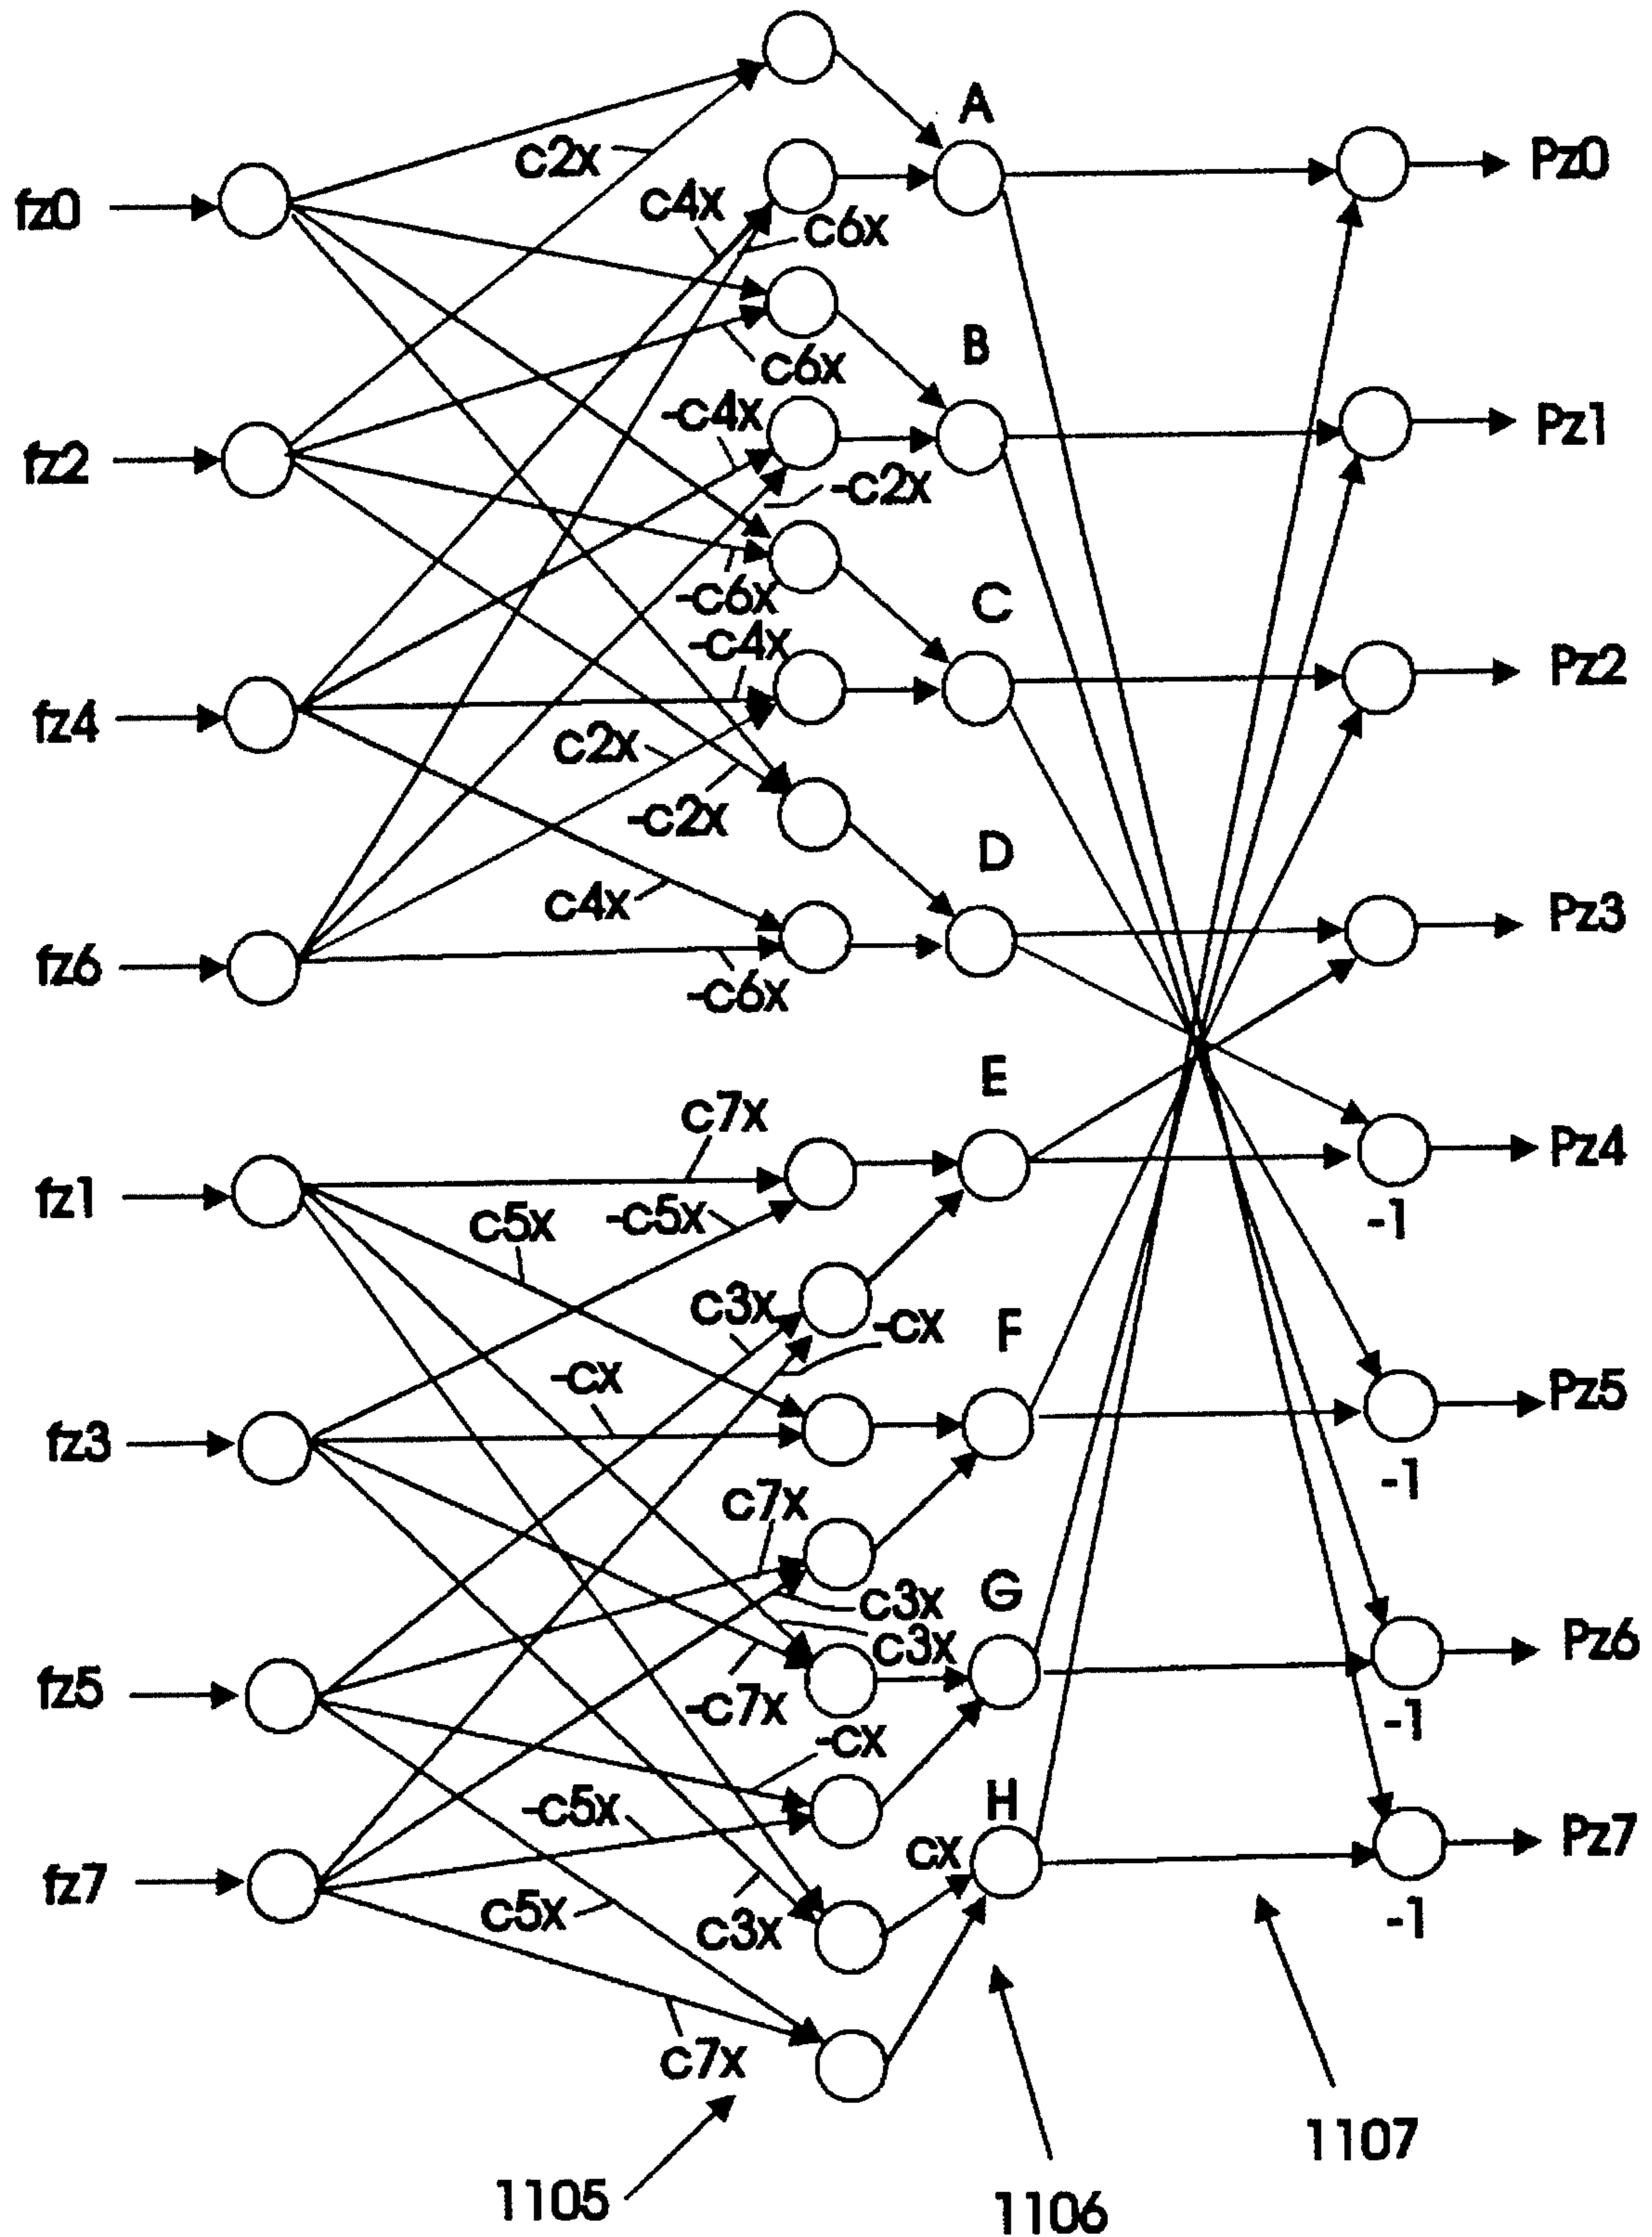 A
Pz0
c2x
fz0
c4x
c6x
B
c6x
Pz1
-c4x
fz2
-c2x
-c6x
C
-c4x
Pz2
fz4
c2x
-c2x
D
c4x
Pz3
fz6
-c6x
E
c7x
Pz4
fz1
c5x
-c5x
-1
c3x
-cx
F
-cx
Pz5
fz3
-1
c7x
c3x
G
c3x
Pz6
fz5
-c7x
-1
-cx
-c5x
H
Pz7
cx
fz7
c5x
c3x
-1
c7x
1105
1106
1107